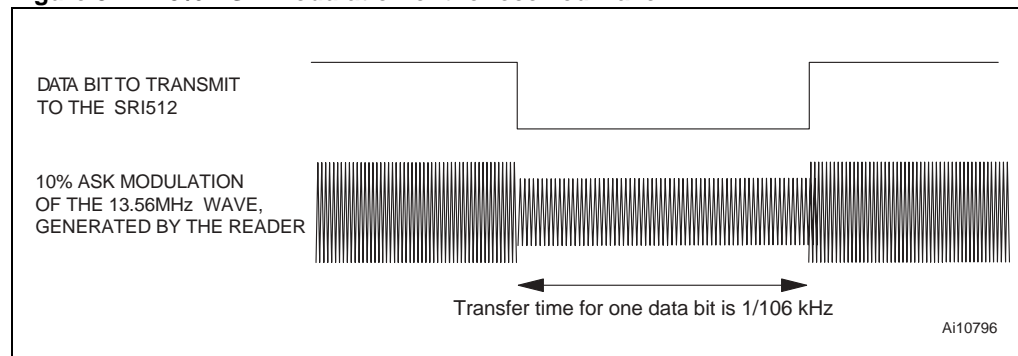 DATA BIT TO TRANSMIT
TO THE SRI512
10% ASK MODULATION
OF THE 13.56MHz WAVE,
GENERATED BY THE READER
Transfer time for one data bit is 1/106 kHz
Ai10796